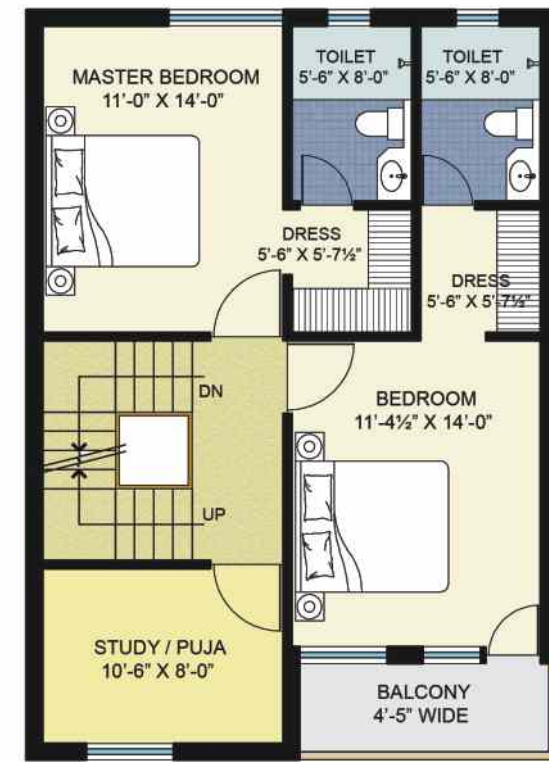 MASTER BEDROOM
11'-0" X 14'-0"
TOILET
5'-6" X 8'-0"
TOILET
5'-6" X 8'-0"
DRESS
5'-6" X 5'-7½"
DRESS
5'-6" X 5'-7½"
DN
UP
BEDROOM
11'-4½" X 14'-0"
STUDY / PUJA
10'-6" X 8'-0"
BALCONY
4'-5" WIDE